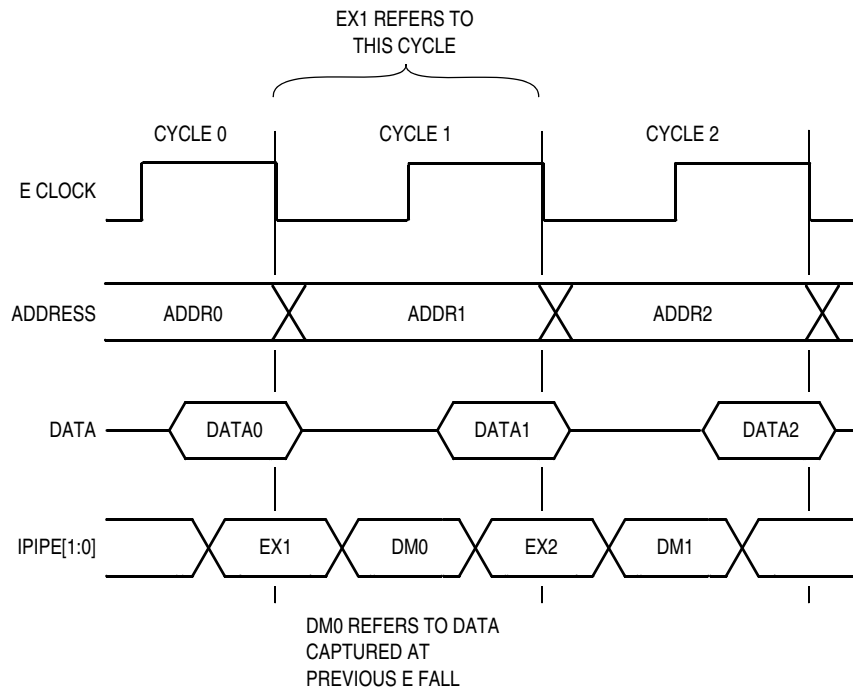 EX1 REFERS TO
THIS CYCLE
CYCLE 0 CYCLE 1 CYCLE 2
E CLOCK
ADDRESS ADDR0 ADDR1 ADDR2
DATA DATA0 DATA1 DATA2
IPIPE[1:0] EX1 DM0 EX2 DM1
DM0 REFERS TO DATA
CAPTURED AT
PREVIOUS E FALL